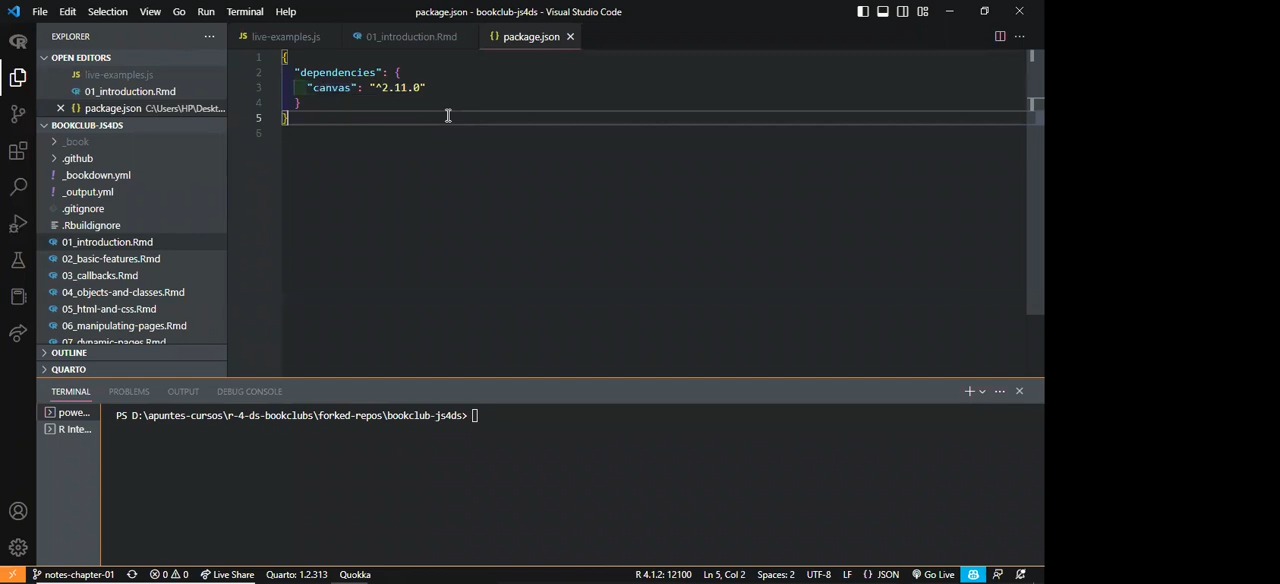 File Edit Selection View Go Run Terminal Help package.json - bookclub-js4ds - Visual Studio Code
EXPLORER
JS live-examples.js 01_introduction.Rmd {} package.json
OPEN EDITORS
JS live-examples.js
01_introduction.Rmd
{} package.json C:\Users\HP\Deskt...
BOOKCLUB-JS4DS
_book
.github
! _bookdown.yml
! _output.yml
.gitignore
.Rbuildignore
01_introduction.Rmd
02_basic-features.Rmd
03_callbacks.Rmd
04_objects-and-classes.Rmd
05_html-and-css.Rmd
06_manipulating-pages.Rmd
07_dynamic-pages.Rmd
OUTLINE
QUARTO
1 {
2 "dependencies": {
3 "canvas": "^2.11.0"
4 }
5 }
6
TERMINAL PROBLEMS OUTPUT DEBUG CONSOLE
powe...
R Inte...
PS D:\apuntes-cursos\r-4-ds-bookclubs\forked-repos\bookclub-js4ds>
notes-chapter-01 0 0 Live Share Quarto: 1.2.313 Quokka R 4.1.2: 12100 Ln 5, Col 2 Spaces: 2 UTF-8 LF {} JSON Go Live